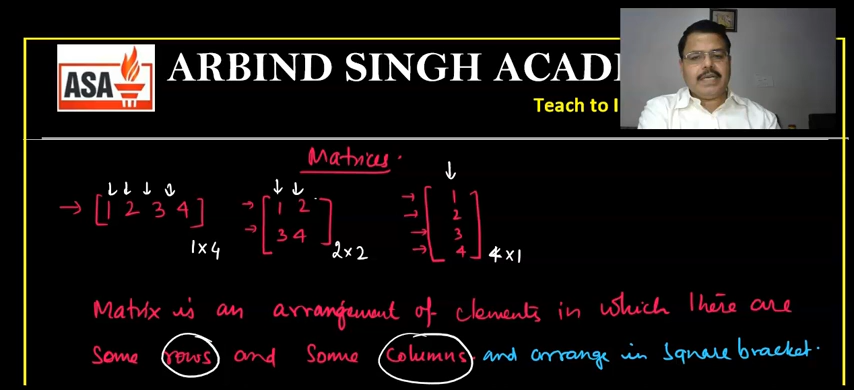 ASA
ARBIND SINGH ACAD
Teach to I
Matrices.
→ [1 2 3 4] 1×4
→ → [1 2
3 4] 2×2
→ → → → [1
2
3
4] 4×1
Matrix is an arrangement of elements in which there are
some rows and some columns. and arrange in square bracket.